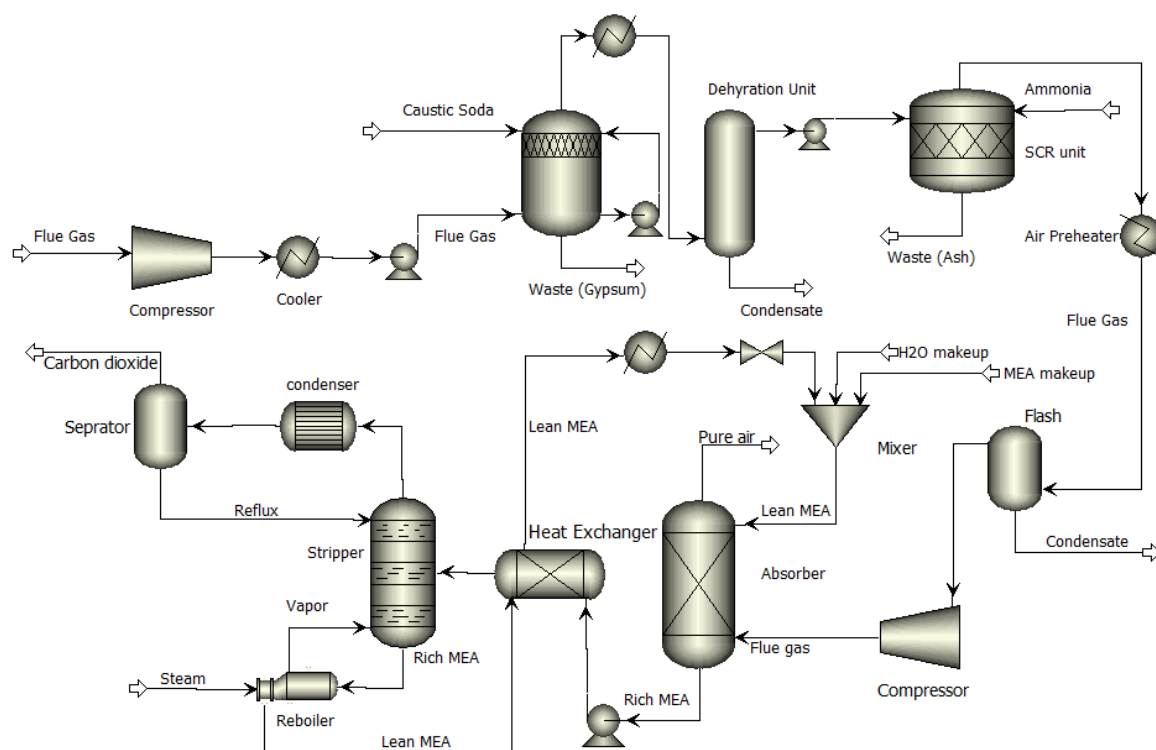 Dehyration Unit
Caustic Soda
Ammonia
SCR unit
Flue Gas
Flue Gas
Air Preheater
Waste (Ash)
Compressor
Cooler
Waste (Gypsum)
Condensate
Flue Gas
Carbon dioxide
H2O makeup
MEA makeup
condenser
Seprator
Lean MEA
Pure air
Mixer
Flash
Reflux
Lean MEA
Heat Exchanger
Stripper
Absorber
Condensate
Vapor
Rich MEA
Flue gas
Steam
Rich MEA
Compressor
Reboiler
Lean MEA